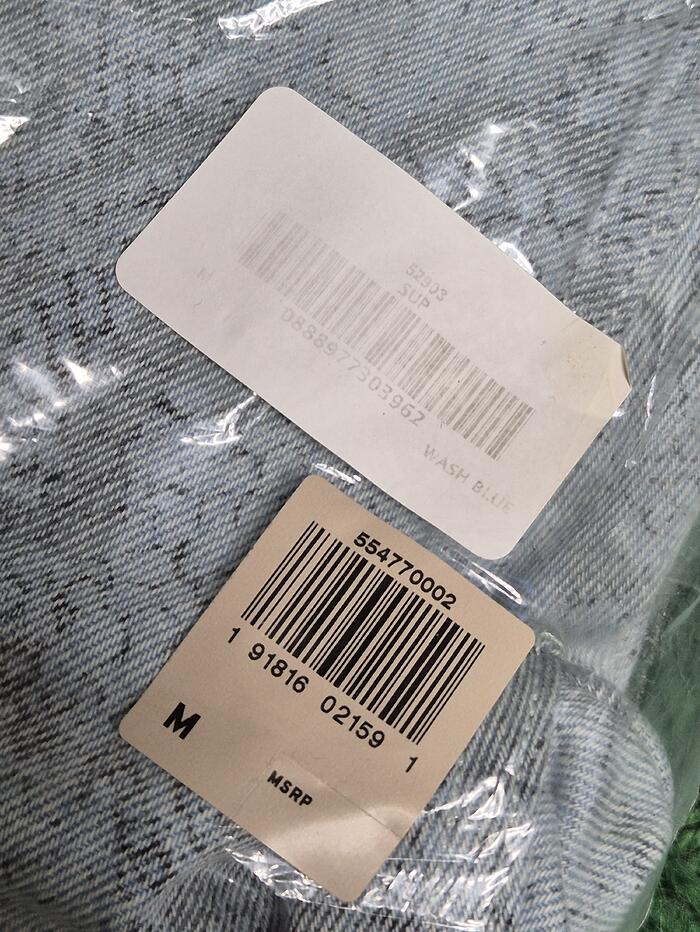 52903
SUP
0888977303962
M
WASH BLUE
554770002
1 91816 02159 1
M
MSRP